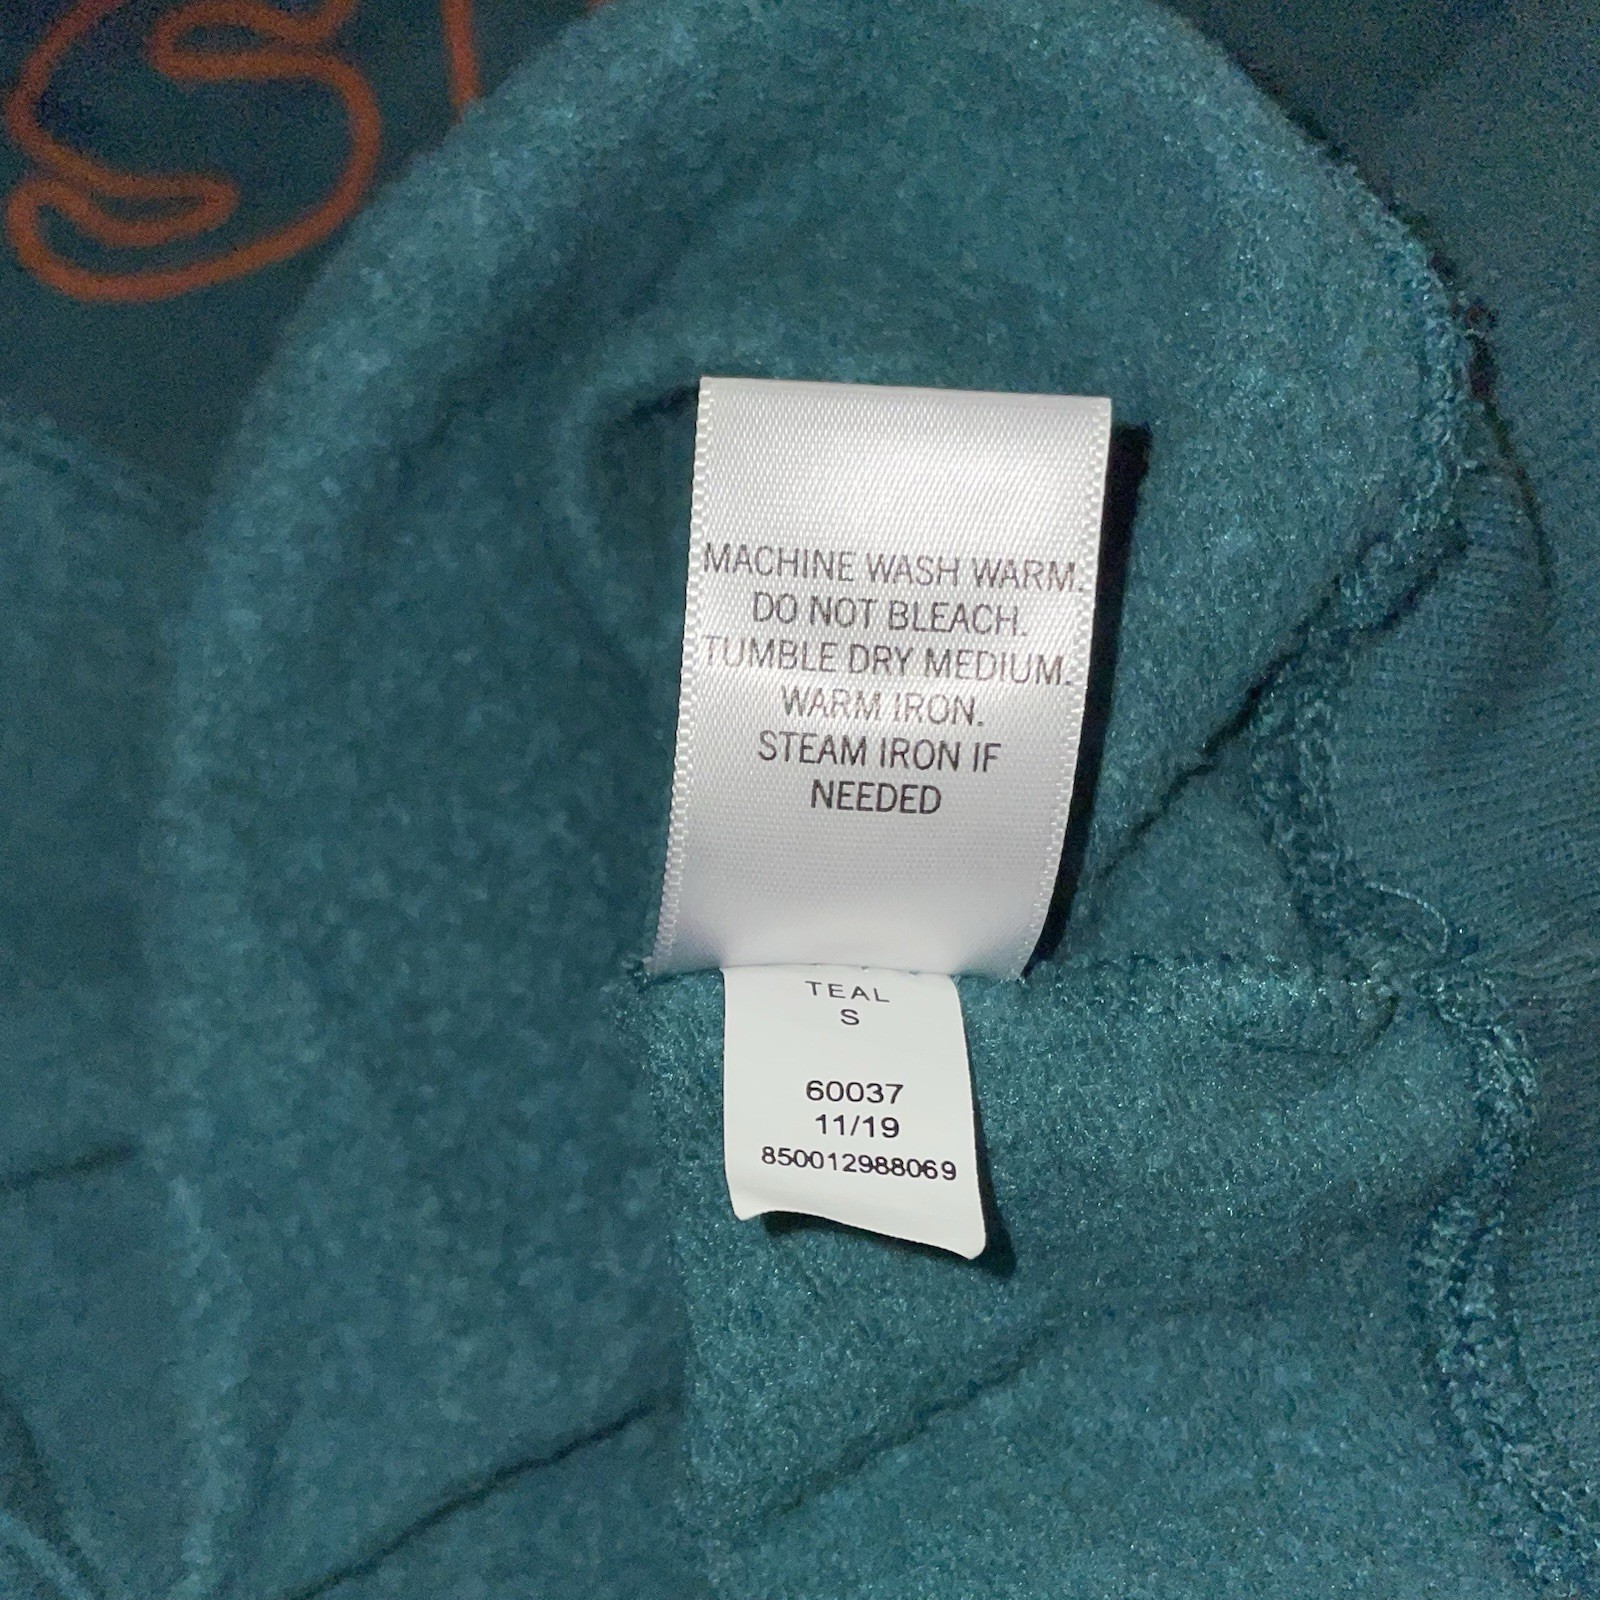 S
MACHINE WASH WARM.
DO NOT BLEACH.
TUMBLE DRY MEDIUM.
WARM IRON.
STEAM IRON IF
NEEDED
TEAL
S
60037
11/19
850012988069